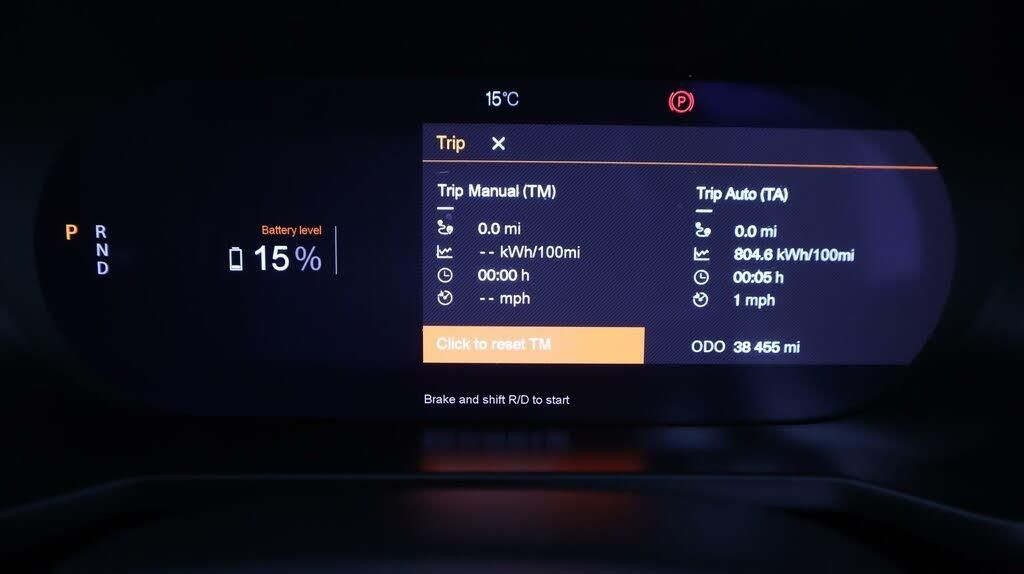 15°C
P
Trip
Trip Manual (TM)
0.0 mi
-- kWh/100mi
00:00 h
-- mph
Click to reset TM
Trip Auto (TA)
0.0 mi
804.6 kWh/100mi
00:05 h
1 mph
ODO 38 455 mi
P R
N
D
Battery level
15%
Brake and shift R/D to start